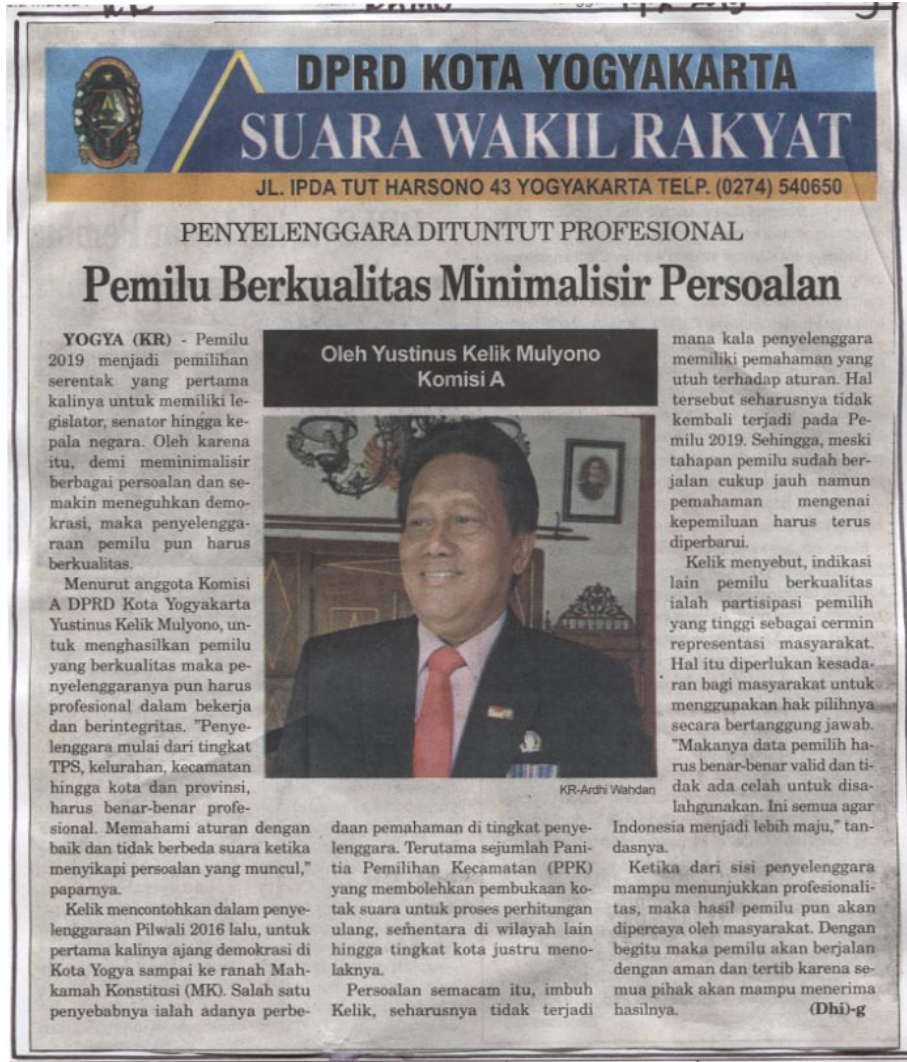 DPRD KOTA YOGYAKARTA
SUARA WAKIL RAKYAT
JL. IPDA TUT HARSONO 43 YOGYAKARTA TELP. (0274) 540650
PENYELENGGARA DITUNTUT PROFESIONAL
Pemilu Berkualitas Minimalisir Persoalan
YOGYA (KR) - Pemilu
2019 menjadi pemilihan
serentak yang pertama
kalinya untuk memiliki le-
gislator, senator hingga ke-
pala negara. Oleh karena
itu, demi meminimalisir
berbagai persoalan dan se-
makin meneguhkan demo-
krasi, maka penyelengga-
raan pemilu pun harus
berkualitas.
Menurut anggota Komisi
A DPRD Kota Yogyakarta
Yustinus Kelik Mulyono, un-
tuk menghasilkan pemilu
yang berkualitas maka pe-
nyelenggaranya pun harus
profesional dalam bekerja
dan berintegritas. "Penye-
lenggara mulai dari tingkat
TPS, kelurahan, kecamatan
hingga kota dan provinsi,
harus benar-benar profe-
sional. Memahami aturan dengan
baik dan tidak berbeda suara ketika
menyikapi persoalan yang muncul,"
paparnya.
Kelik mencontohkan dalam penye-
lenggaraan Pilwali 2016 lalu, untuk
pertama kalinya ajang demokrasi di
Kota Yogya sampai ke ranah Mah-
kamah Konstitusi (MK). Salah satu
penyebabnya ialah adanya perbe-
Oleh Yustinus Kelik Mulyono
Komisi A
KR-Ardhi Wahdan
daan pemahaman di tingkat penye-
lenggara. Terutama sejumlah Pani-
tia Pemilihan Kecamatan (PPK)
yang membolehkan pembukaan ko-
tak suara untuk proses perhitungan
ulang, sementara di wilayah lain
hingga tingkat kota justru meno-
laknya.
Persoalan semacam itu, imbuh
Kelik, seharusnya tidak terjadi
mana kala penyelenggara
memiliki pemahaman yang
utuh terhadap aturan. Hal
tersebut seharusnya tidak
kembali terjadi pada Pe-
milu 2019. Sehingga, meski
tahapan pemilu sudah ber-
jalan cukup jauh namun
pemahaman mengenai
kepemiluan harus terus
diperbarui.
Kelik menyebut, indikasi
lain pemilu berkualitas
ialah partisipasi pemilih
yang tinggi sebagai cermin
representasi masyarakat.
Hal itu diperlukan kesada-
ran bagi masyarakat untuk
menggunakan hak pilihnya
secara bertanggung jawab.
"Makanya data pemilih ha-
rus benar-benar valid dan ti-
dak ada celah untuk disa-
lahgunakan. Ini semua agar
Indonesia menjadi lebih maju," tan-
dasnya.
Ketika dari sisi penyelenggara
mampu menunjukkan profesionali-
tas, maka hasil pemilu pun akan
dipercaya oleh masyarakat. Dengan
begitu maka pemilu akan berjalan
dengan aman dan tertib karena se-
mua pihak akan mampu menerima
hasilnya. (Dhi)-g